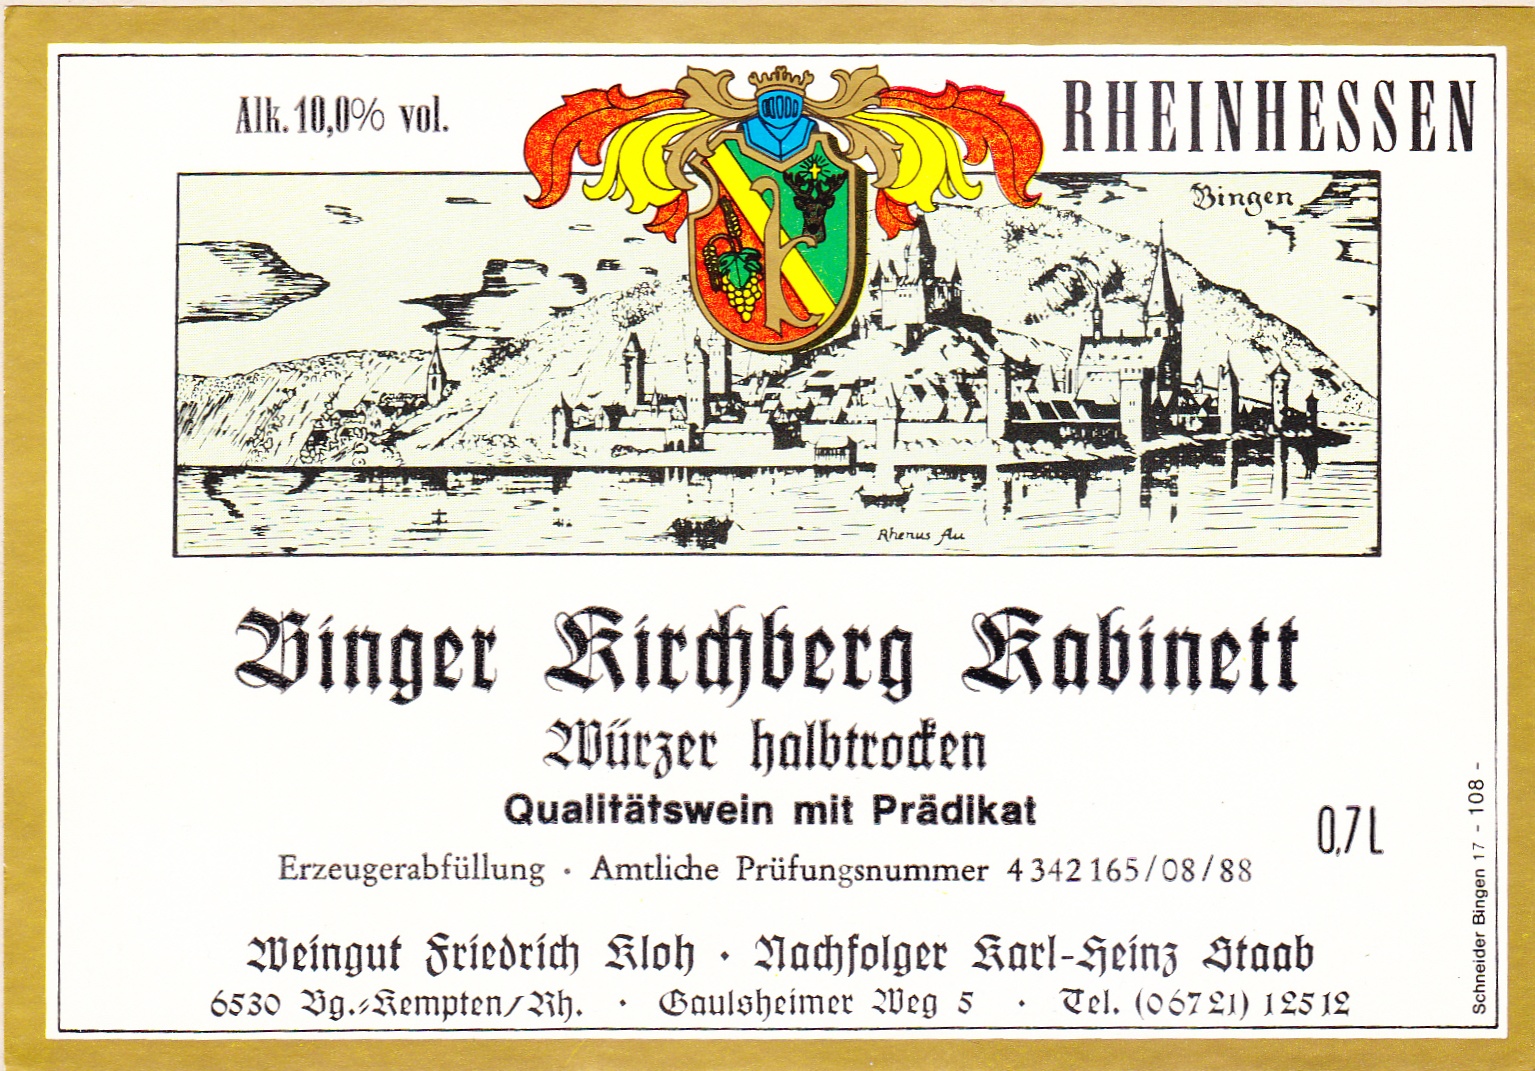 Alk. 10,0% vol.
RHEINHESSEN
Bingen
k
Rhenus Au
Binger Kirchberg Kabinett
Würzer halbtrocken
Qualitätswein mit Prädikat
0,7 L
Erzeugerabfüllung · Amtliche Prüfungsnummer 4 342 165/08/88
Weingut Friedrich Kloh · Nachfolger Karl-Heinz Staab
6530 Bg.-Kempten/Rh. · Gaulsheimer Weg 5 · Tel. (06721) 12512
Schneider Bingen 17 - 108 -